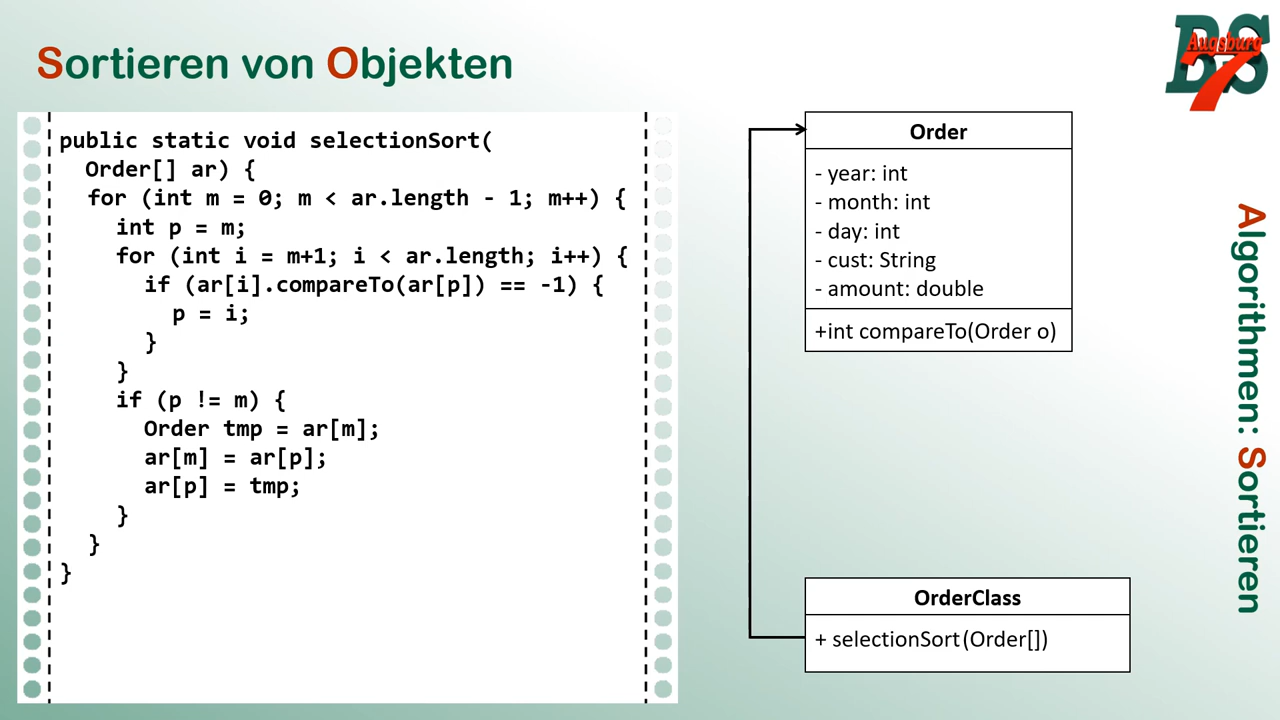 Sortieren von Objekten
BS
Augsburg
7
public static void selectionSort(
Order[] ar) {
for (int m = 0; m < ar.length - 1; m++) {
int p = m;
for (int i = m+1; i < ar.length; i++) {
if (ar[i].compareTo(ar[p]) == -1) {
p = i;
}
}
if (p != m) {
Order tmp = ar[m];
ar[m] = ar[p];
ar[p] = tmp;
}
}
}
Order
- year: int
- month: int
- day: int
- cust: String
- amount: double
+int compareTo(Order o)
OrderClass
+ selectionSort(Order[])
Algorithmen: Sortieren